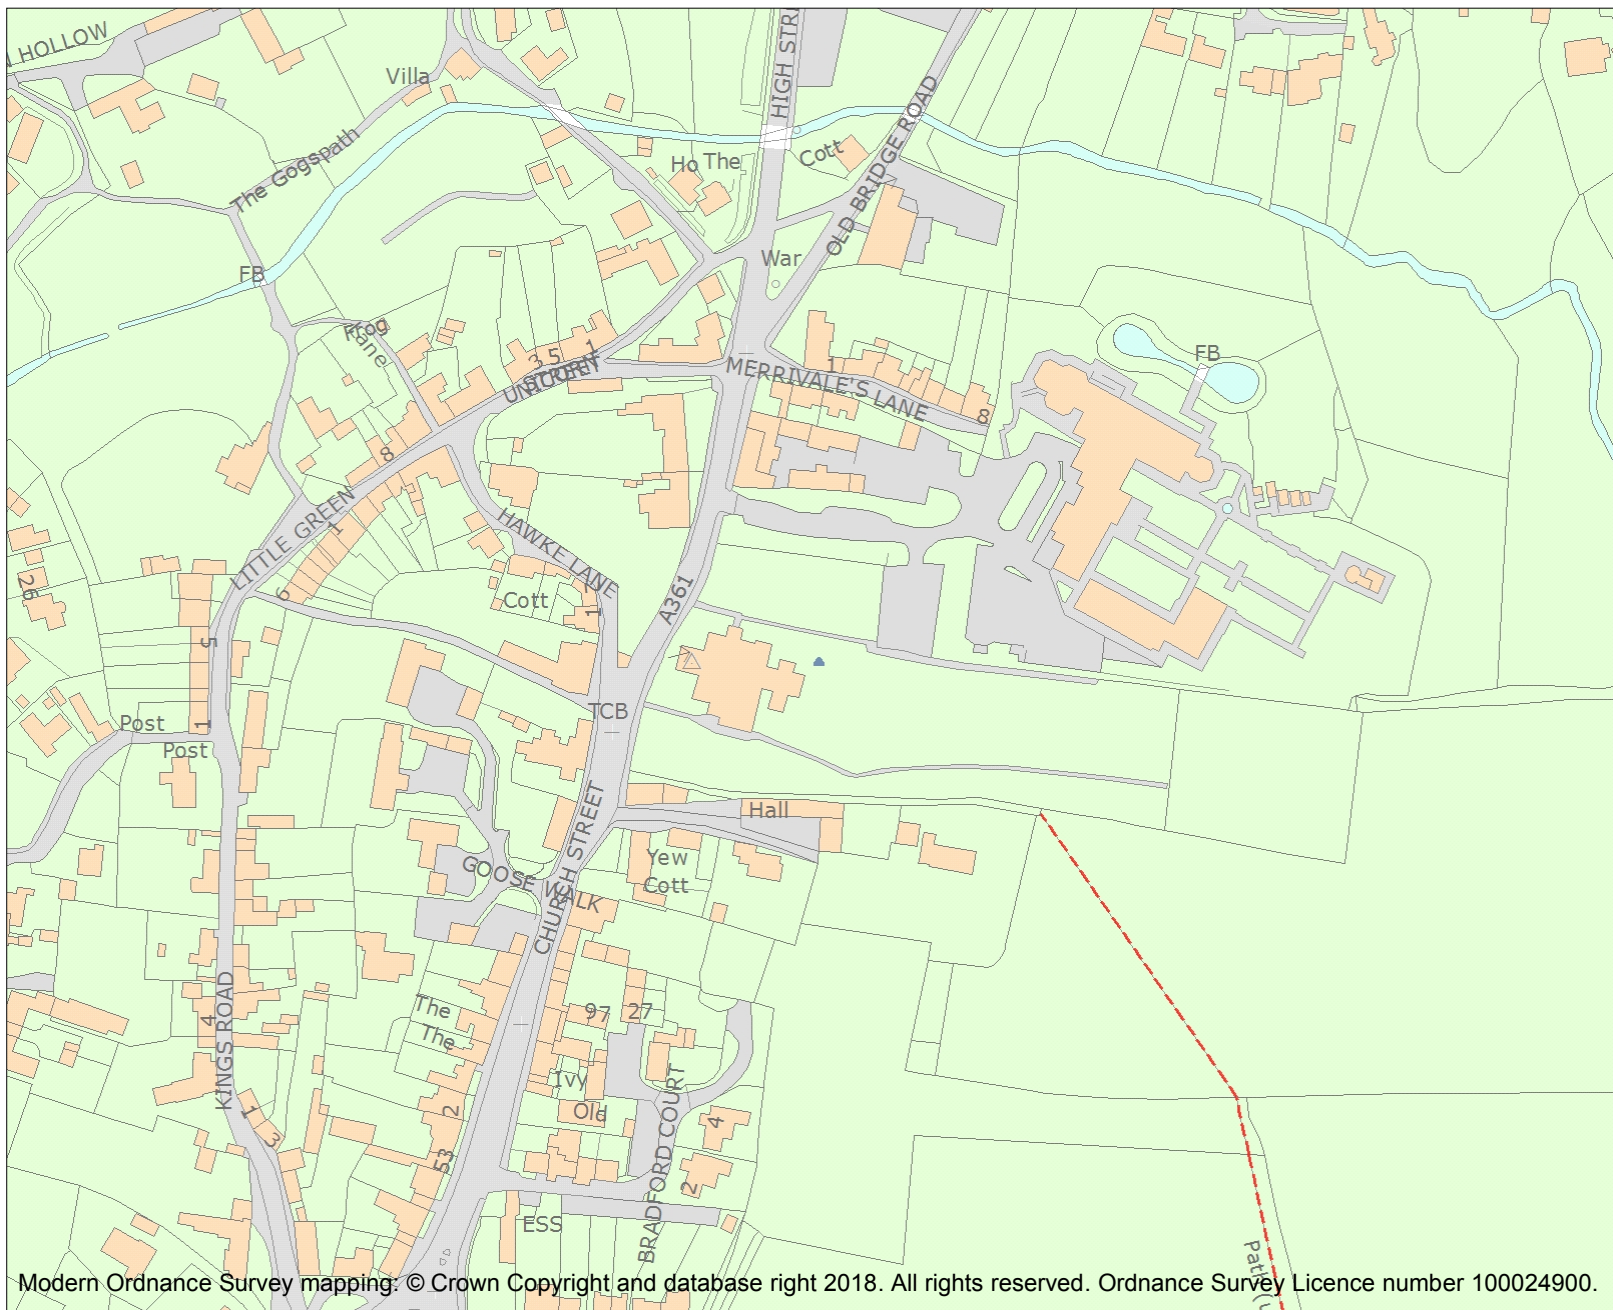 N HOLLOW
Villa
HIGH STRE
The Gogspath
Ho
The
Cott
OLD BRIDGE ROAD
War
FB
Frog
Lane
3
5
1
UNICORN
STREET
MERRIVALE'S LANE
1
8
FB
8
LITTLE GREEN
1
6
HAWKE LANE
Cott
1
A361
26
5
1
Post
Post
TCB
Hall
Yew
Cott
GOOSE WALK
CHURCH STREET
The
The
97
27
KINGS ROAD
4
1
3
Ivy
Old
2
53
4
2
BRADFORD COURT
ESS
Path (u
Modern Ordnance Survey mapping: © Crown Copyright and database right 2018. All rights reserved. Ordnance Survey Licence number 100024900.